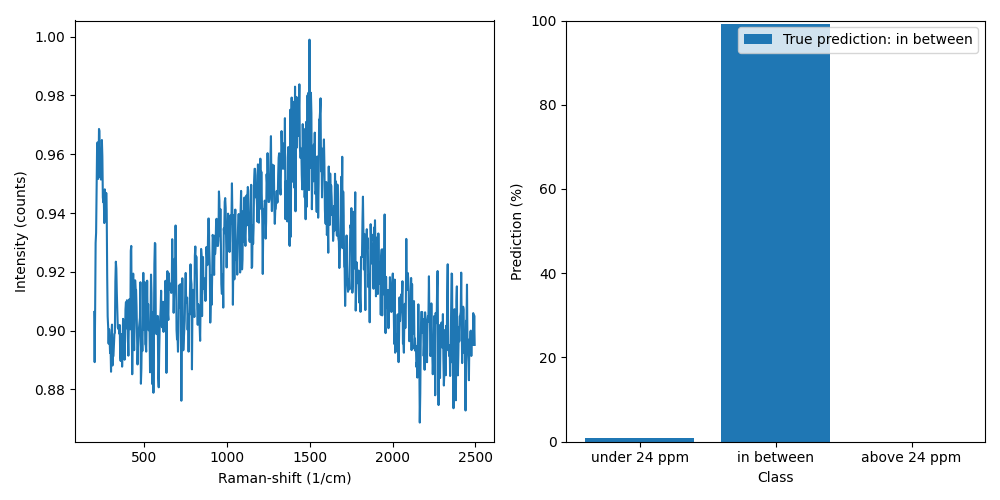 1.00
0.98
0.96
0.94
0.92
0.90
0.88
Intensity (counts)
500
1000
1500
2000
2500
Raman-shift (1/cm)
100
80
60
40
20
0
Prediction (%)
True prediction: in between
under 24 ppm
in between
above 24 ppm
Class